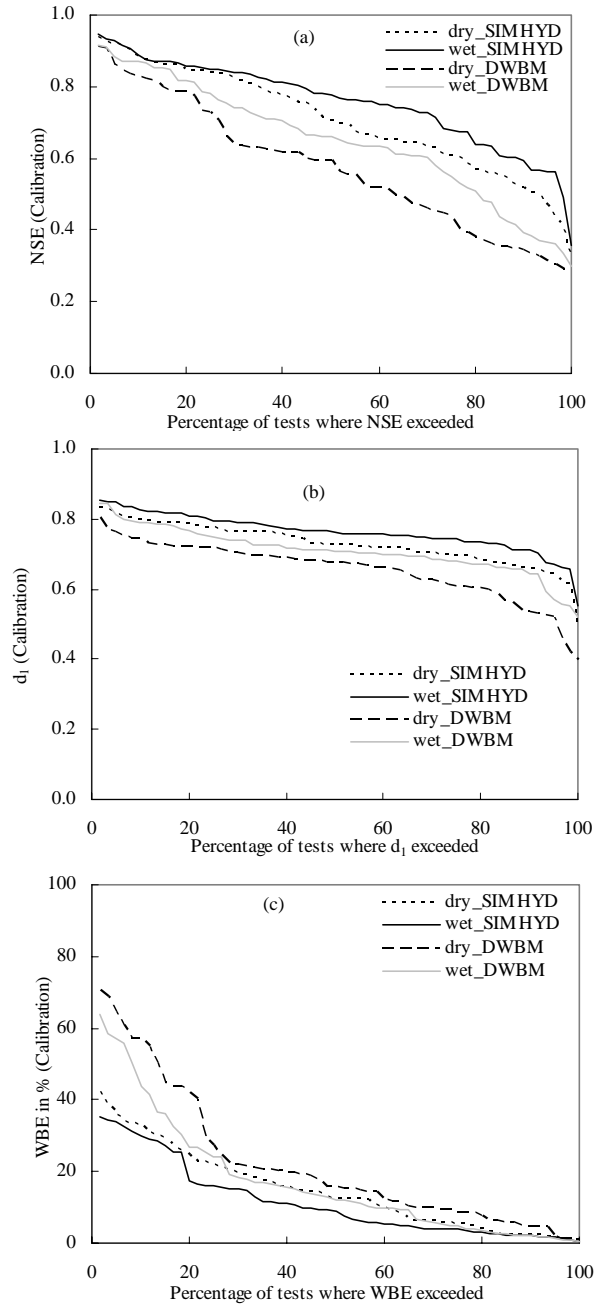 (a)
dry_SIMHYD
wet_SIMHYD
dry_DWBM
wet_DWBM
NSE (Calibration)
1.0
0.8
0.6
0.4
0.2
0.0
0 20 40 60 80 100
Percentage of tests where NSE exceeded
(b)
d1 (Calibration)
1.0
0.8
0.6
0.4
0.2
0.0
dry_SIMHYD
wet_SIMHYD
dry_DWBM
wet_DWBM
0 20 40 60 80 100
Percentage of tests where d1 exceeded
(c)
dry_SIMHYD
wet_SIMHYD
dry_DWBM
wet_DWBM
WBE in % (Calibration)
100
80
60
40
20
0
0 20 40 60 80 100
Percentage of tests where WBE exceeded